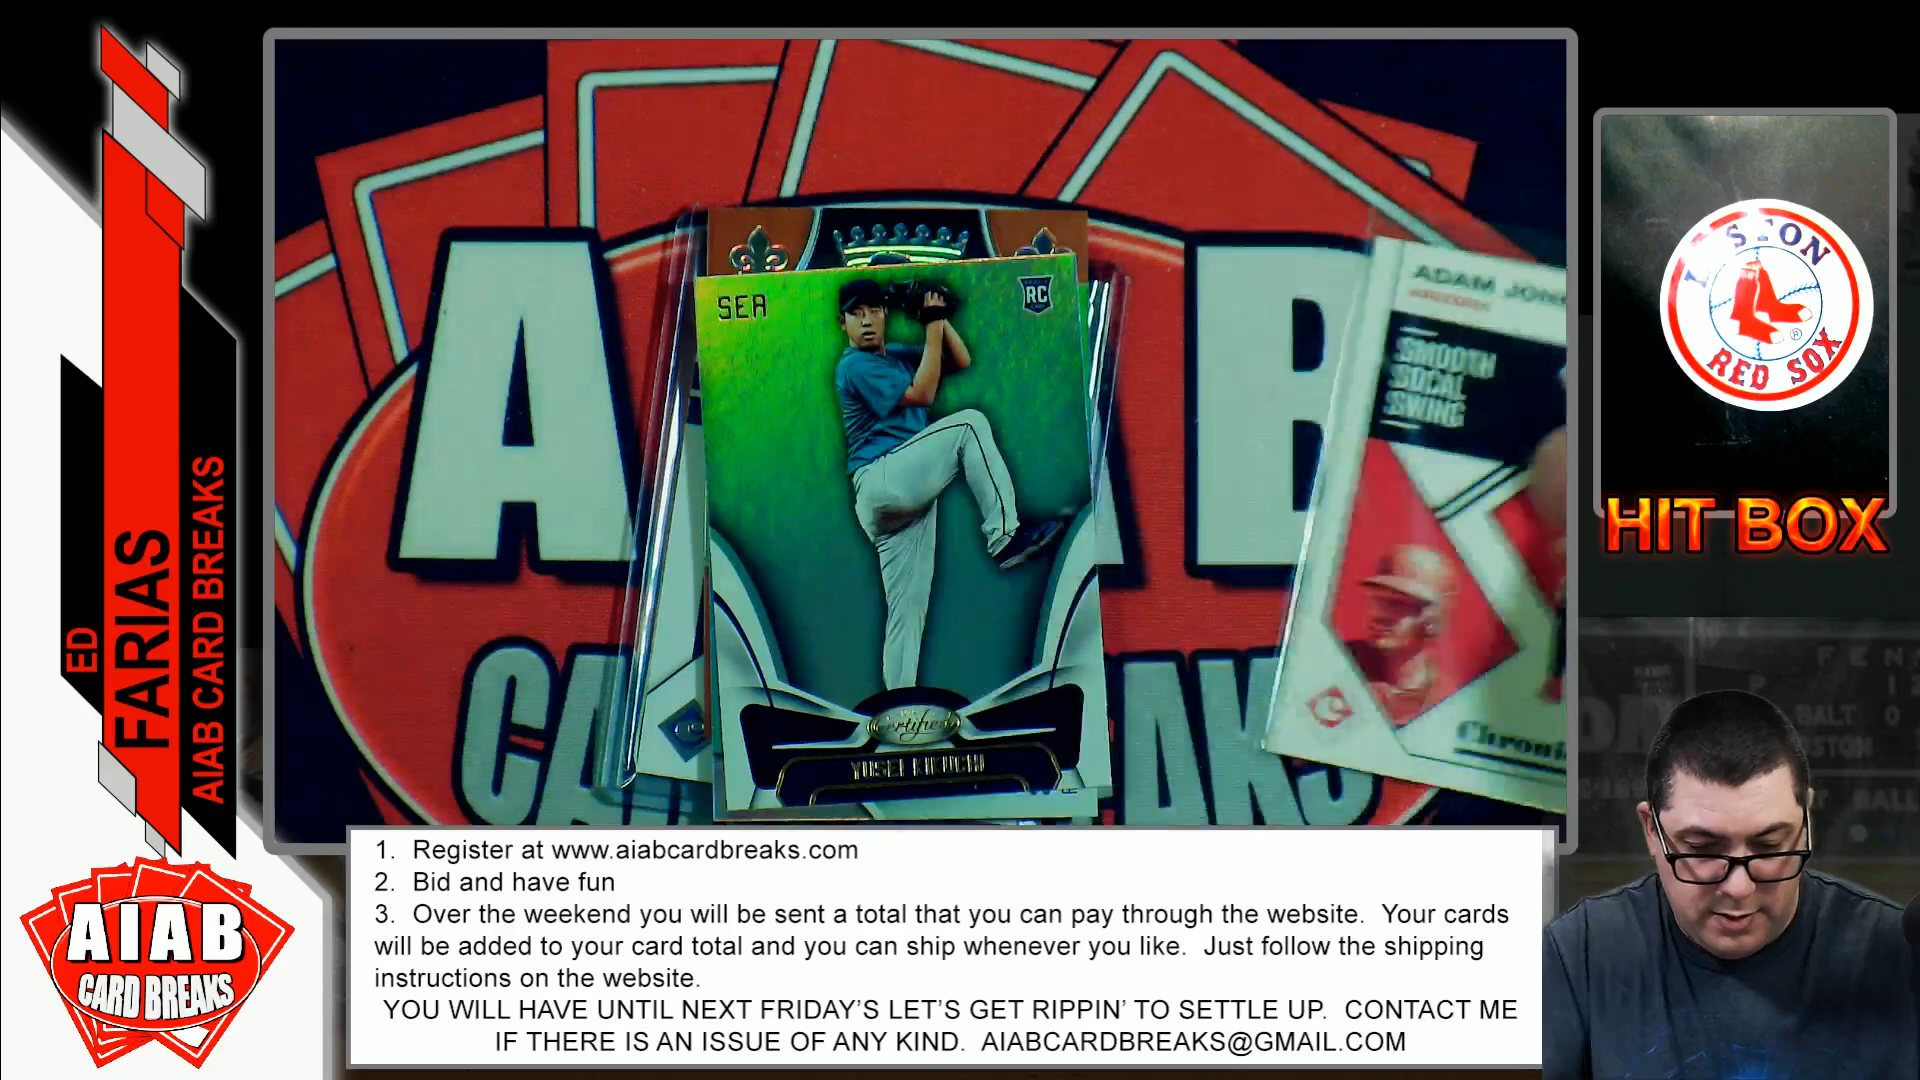 ED
FARIAS
AIAB CARD BREAKS
AIAB
CARD BREAKS
A B
SEA
RC
Certified
YUSEI KIKUCHI
ADAM JON
SMOOTH
SOCAL
SWING
Chroni
RED SOX
HIT BOX
BALT 0
1. Register at www.aiabcardbreaks.com
2. Bid and have fun
3. Over the weekend you will be sent a total that you can pay through the website. Your cards
will be added to your card total and you can ship whenever you like. Just follow the shipping
instructions on the website.
YOU WILL HAVE UNTIL NEXT FRIDAY'S LET'S GET RIPPIN' TO SETTLE UP. CONTACT ME
IF THERE IS AN ISSUE OF ANY KIND. AIABCARDBREAKS@GMAIL.COM